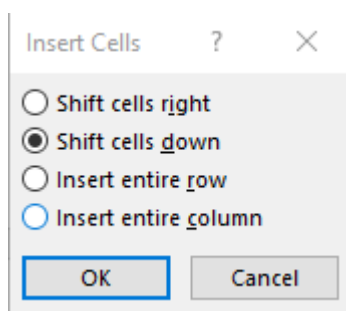 Insert Cells ? ×
Shift cells right
Shift cells down
Insert entire row
Insert entire column
OK Cancel